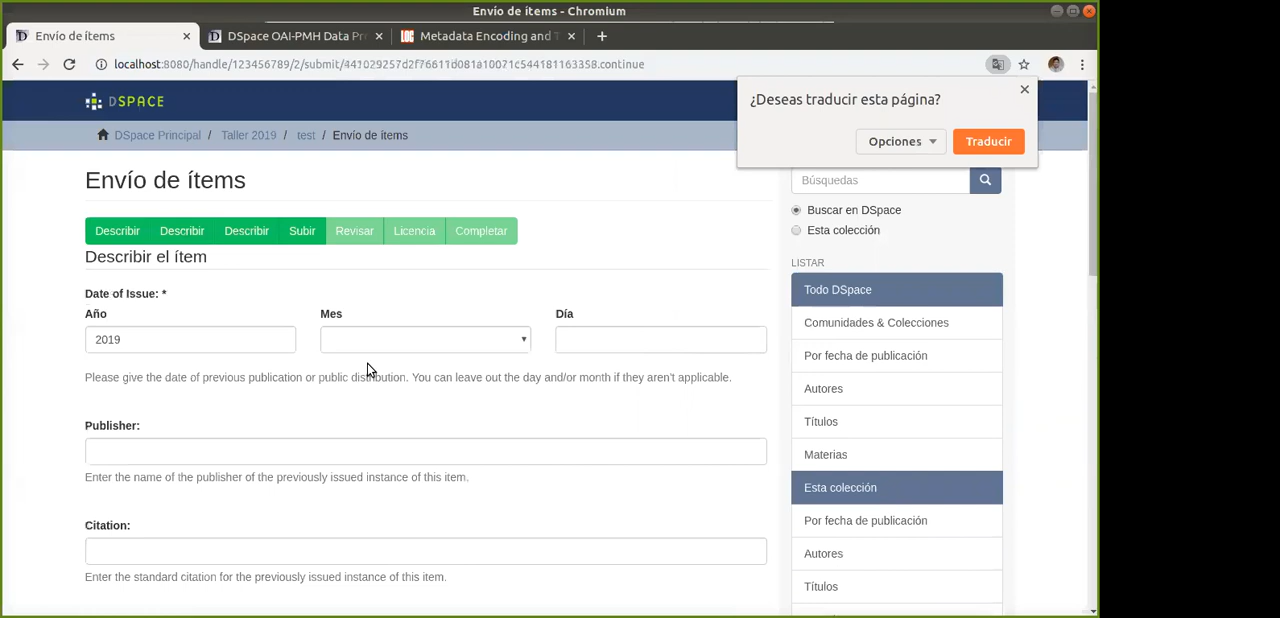 Envío de ítems - Chromium
Envío de ítems
DSpace OAI-PMH Data Pr
Metadata Encoding and T
localhost:8080/handle/123456789/2/submit/441029257d2f76611d081a10071c544181163358.continue
¿Deseas traducir esta página?
Opciones
Traducir
DSPACE
DSpace Principal / Taller 2019 / test / Envío de ítems
Envío de ítems
Describir
Describir
Describir
Subir
Revisar
Licencia
Completar
Describir el ítem
Date of Issue: *
Año
Mes
Día
2019
Please give the date of previous publication or public distribution. You can leave out the day and/or month if they aren't applicable.
Publisher:
Enter the name of the publisher of the previously issued instance of this item.
Citation:
Enter the standard citation for the previously issued instance of this item.
Búsquedas
Buscar en DSpace
Esta colección
LISTAR
Todo DSpace
Comunidades & Colecciones
Por fecha de publicación
Autores
Títulos
Materias
Esta colección
Por fecha de publicación
Autores
Títulos